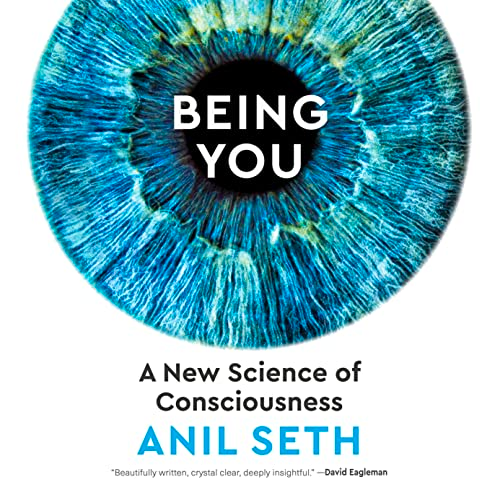 BEING
YOU
A New Science of
Consciousness
ANIL SETH
"Beautifully written, crystal clear, deeply insightful." —David Eagleman